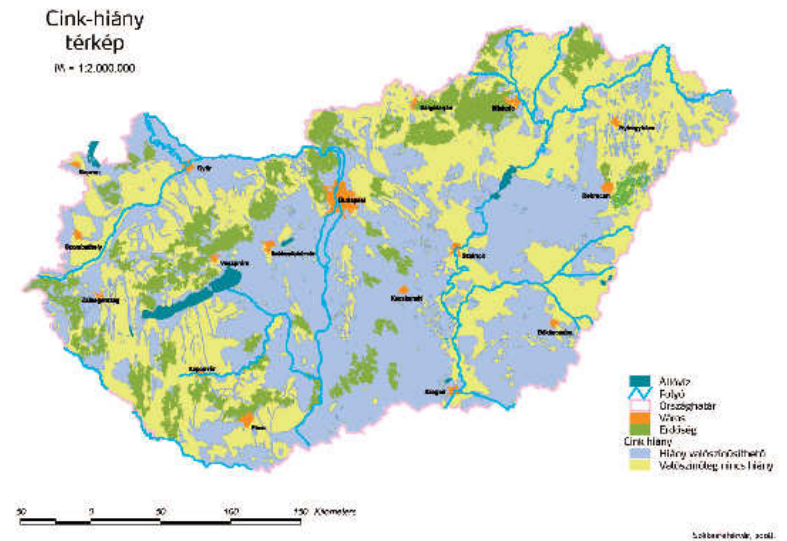 Cink-hiány
térkép
M = 1:2.000.000
Salgótarján
Miskolc
Nyíregyháza
Sopron
Győr
Budapest
Debrecen
Szombathely
Veszprém
Székesfehérvár
Szolnok
Zalaegerszeg
Kecskemét
Békéscsaba
Kaposvár
Szeged
Pécs
Állóvíz
Folyó
Országhatár
Város
Erdőség
Cink hiány
Hiány valószínűsíthető
Valószínűleg nincs hiány
50 0 50 100 150 Kilometers
Székesfehérvár,